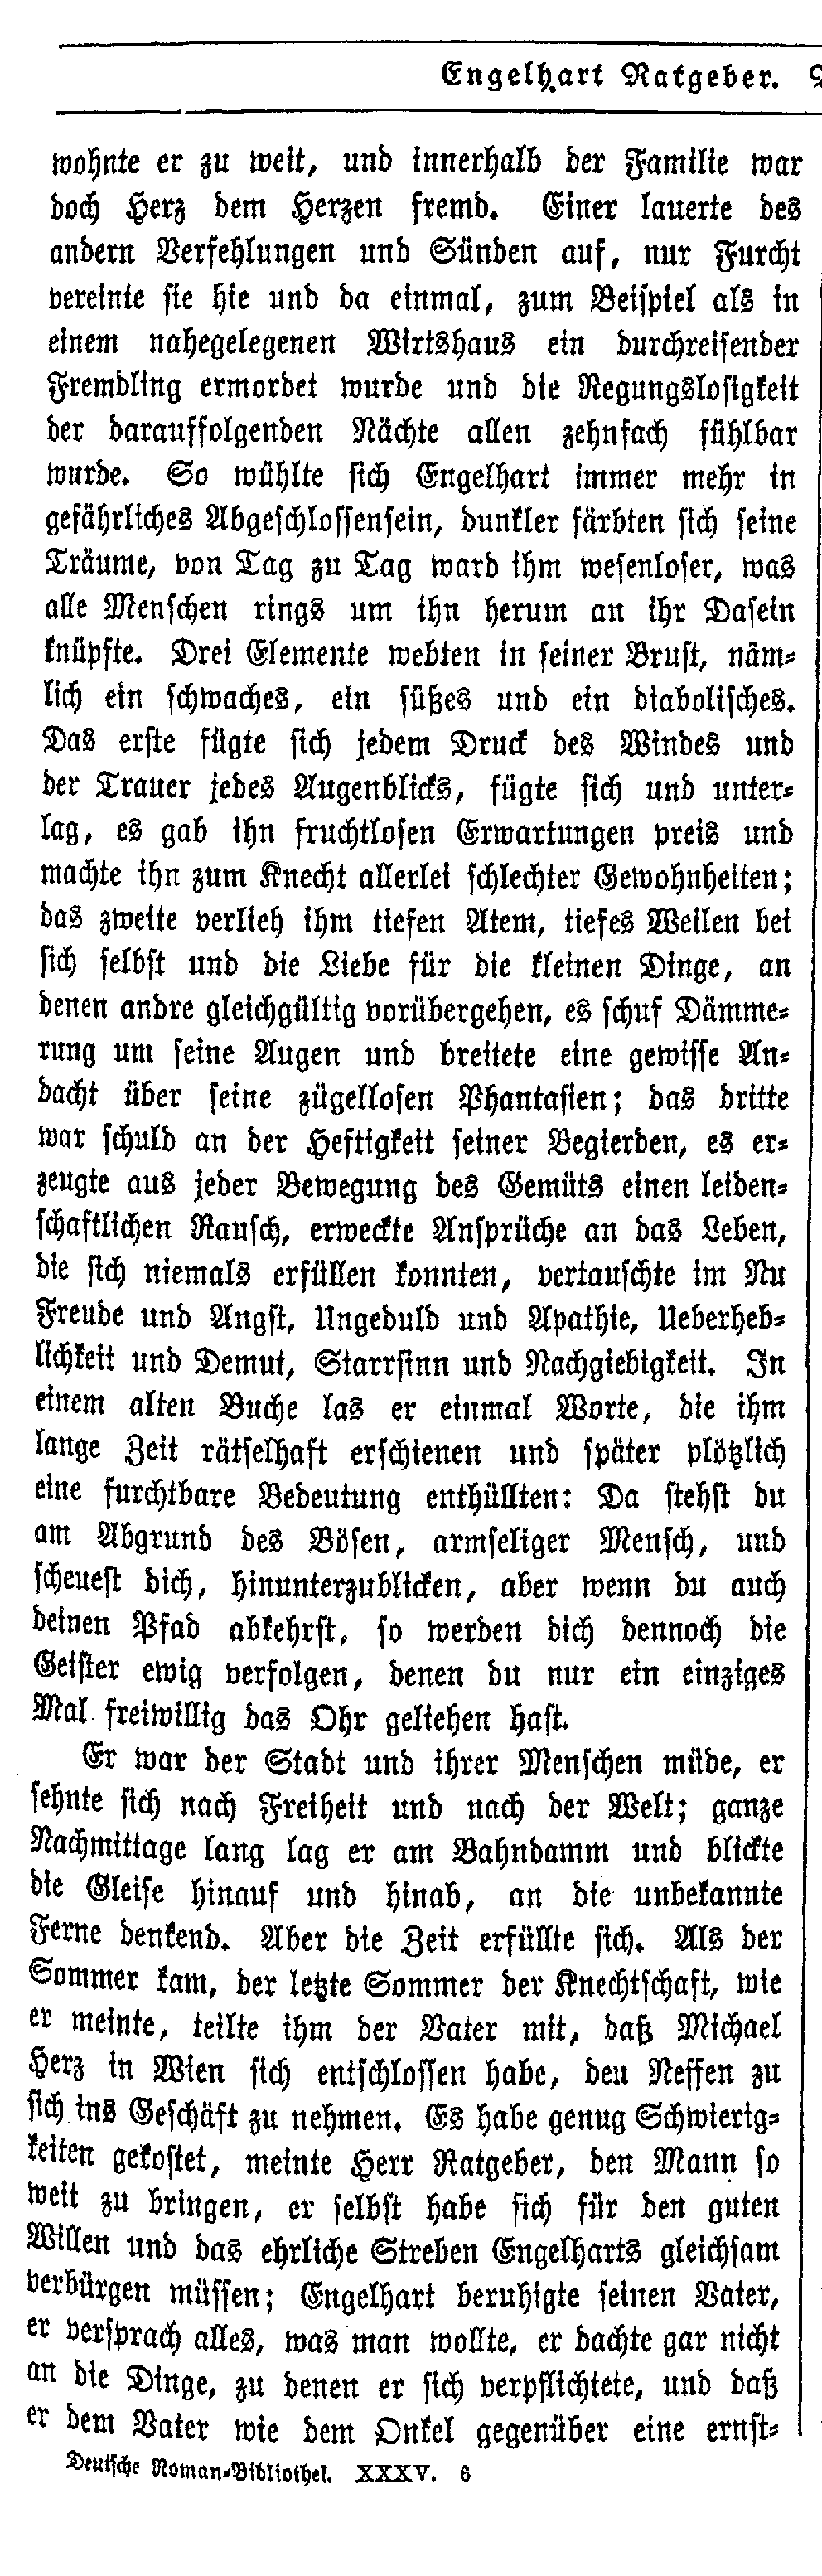 Engelhart Ratgeber.
wohnte er zu weit, und innerhalb der Familie war
doch Herz dem Herzen fremd. Einer lauerte des
andern Verfehlungen und Sünden auf, nur Furcht
vereinte sie hie und da einmal, zum Beispiel als in
einem nahegelegenen Wirtshaus ein durchreisender
Fremdling ermordet wurde und die Regungslosigkeit
der darauffolgenden Nächte allen zehnfach fühlbar
wurde. So wühlte sich Engelhart immer mehr in
gefährliches Abgeschlossensein, dunkler färbten sich seine
Träume, von Tag zu Tag ward ihm wesenloser, was
alle Menschen rings um ihn herum an ihr Dasein
knüpfte. Drei Elemente webten in seiner Brust, näm-
lich ein schwaches, ein süßes und ein diabolisches.
Das erste fügte sich jedem Druck des Windes und
der Trauer jedes Augenblicks, fügte sich und unter-
lag, es gab ihn fruchtlosen Erwartungen preis und
machte ihn zum Knecht allerlei schlechter Gewohnheiten;
das zweite verlieh ihm tiefen Atem, tiefes Weilen bei
sich selbst und die Liebe für die kleinen Dinge, an
denen andre gleichgültig vorübergehen, es schuf Dämme-
rung um seine Augen und breitete eine gewisse An-
dacht über seine zügellosen Phantasien; das dritte
war schuld an der Heftigkeit seiner Begierden, es er-
zeugte aus jeder Bewegung des Gemüts einen leiden-
schaftlichen Rausch, erweckte Ansprüche an das Leben,
die sich niemals erfüllen konnten, vertauschte im Nu
Freude und Angst, Ungeduld und Apathie, Ueberheb-
lichkeit und Demut, Starrsinn und Nachgiebigkeit. In
einem alten Buche las er einmal Worte, die ihm
lange Zeit rätselhaft erschienen und später plötzlich
eine furchtbare Bedeutung enthüllten: Da stehst du
am Abgrund des Bösen, armseliger Mensch, und
scheuest dich, hinunterzublicken, aber wenn du auch
deinen Pfad abkehrst, so werden dich dennoch die
Geister ewig verfolgen, denen du nur ein einziges
Mal freiwillig das Ohr geliehen hast.
Er war der Stadt und ihrer Menschen müde, er
sehnte sich nach Freiheit und nach der Welt; ganze
Nachmittage lang lag er am Bahndamm und blickte
die Gleise hinauf und hinab, an die unbekannte
Ferne denkend. Aber die Zeit erfüllte sich. Als der
Sommer kam, der letzte Sommer der Knechtschaft, wie
er meinte, teilte ihm der Vater mit, daß Michael
Herz in Wien sich entschlossen habe, den Neffen zu
sich ins Geschäft zu nehmen. Es habe genug Schwierig-
keiten gekostet, meinte Herr Ratgeber, den Mann so
weit zu bringen, er selbst habe sich für den guten
Willen und das ehrliche Streben Engelharts gleichsam
verbürgen müssen; Engelhart beruhigte seinen Vater,
er versprach alles, was man wollte, er dachte gar nicht
an die Dinge, zu denen er sich verpflichtete, und daß
er dem Vater wie dem Onkel gegenüber eine ernst-
Deutsche Roman-Bibliothek. XXXV. 6